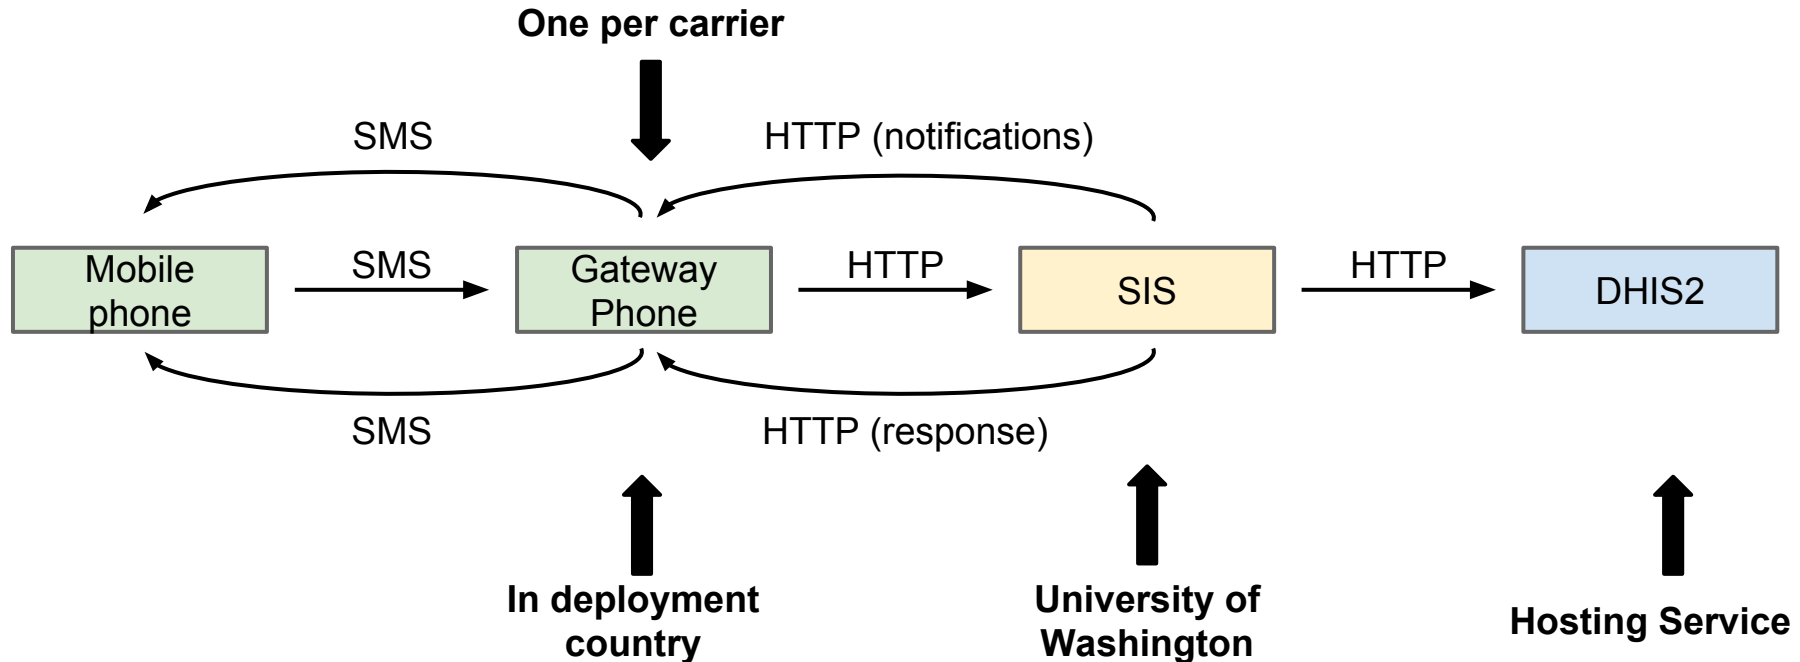 One per carrier
SMS
HTTP (notifications)
Mobile
phone
SMS
Gateway
Phone
HTTP
SIS
HTTP
DHIS2
SMS
HTTP (response)
In deployment
country
University of
Washington
Hosting Service